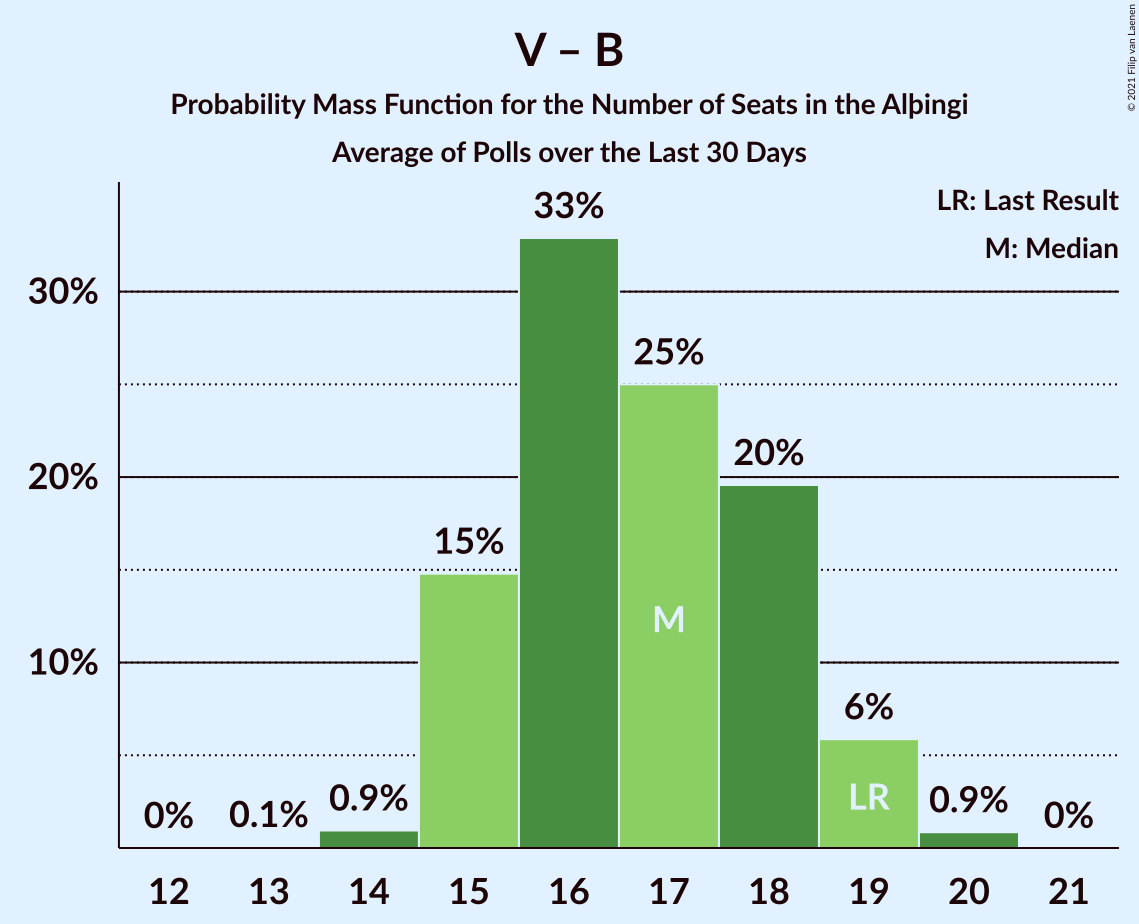 V – B
Probability Mass Function for the Number of Seats in the Alþingi
Average of Polls over the Last 30 Days
© 2021 Filip van Laenen
LR: Last Result
M: Median
30%
20%
10%
0%
0.1%
0.9%
15%
33%
25%
20%
6%
0.9%
0%
M
LR
12 13 14 15 16 17 18 19 20 21